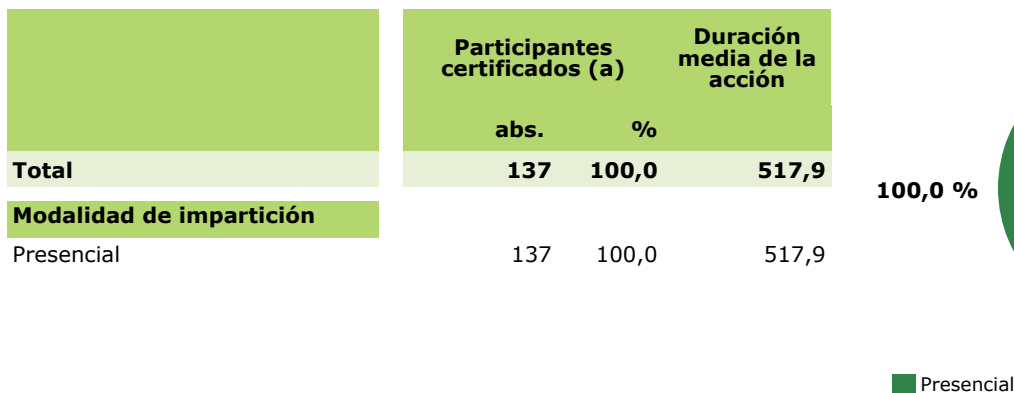 Participantes
certificados (a)
Duración
media de la
acción
abs. %
Total 137 100,0 517,9
Modalidad de impartición
Presencial 137 100,0 517,9
100,0 %
Presencial